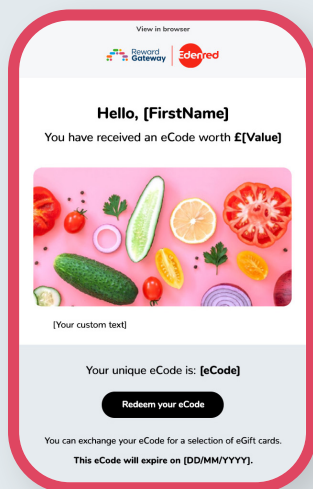 View in browser
Reward
Gateway
Edenred
Hello, [FirstName]
You have received an eCode worth £[Value]
[Your custom text]
Your unique eCode is: [eCode]
Redeem your eCode
You can exchange your eCode for a selection of eGift cards.
This eCode will expire on [DD/MM/YYYY].